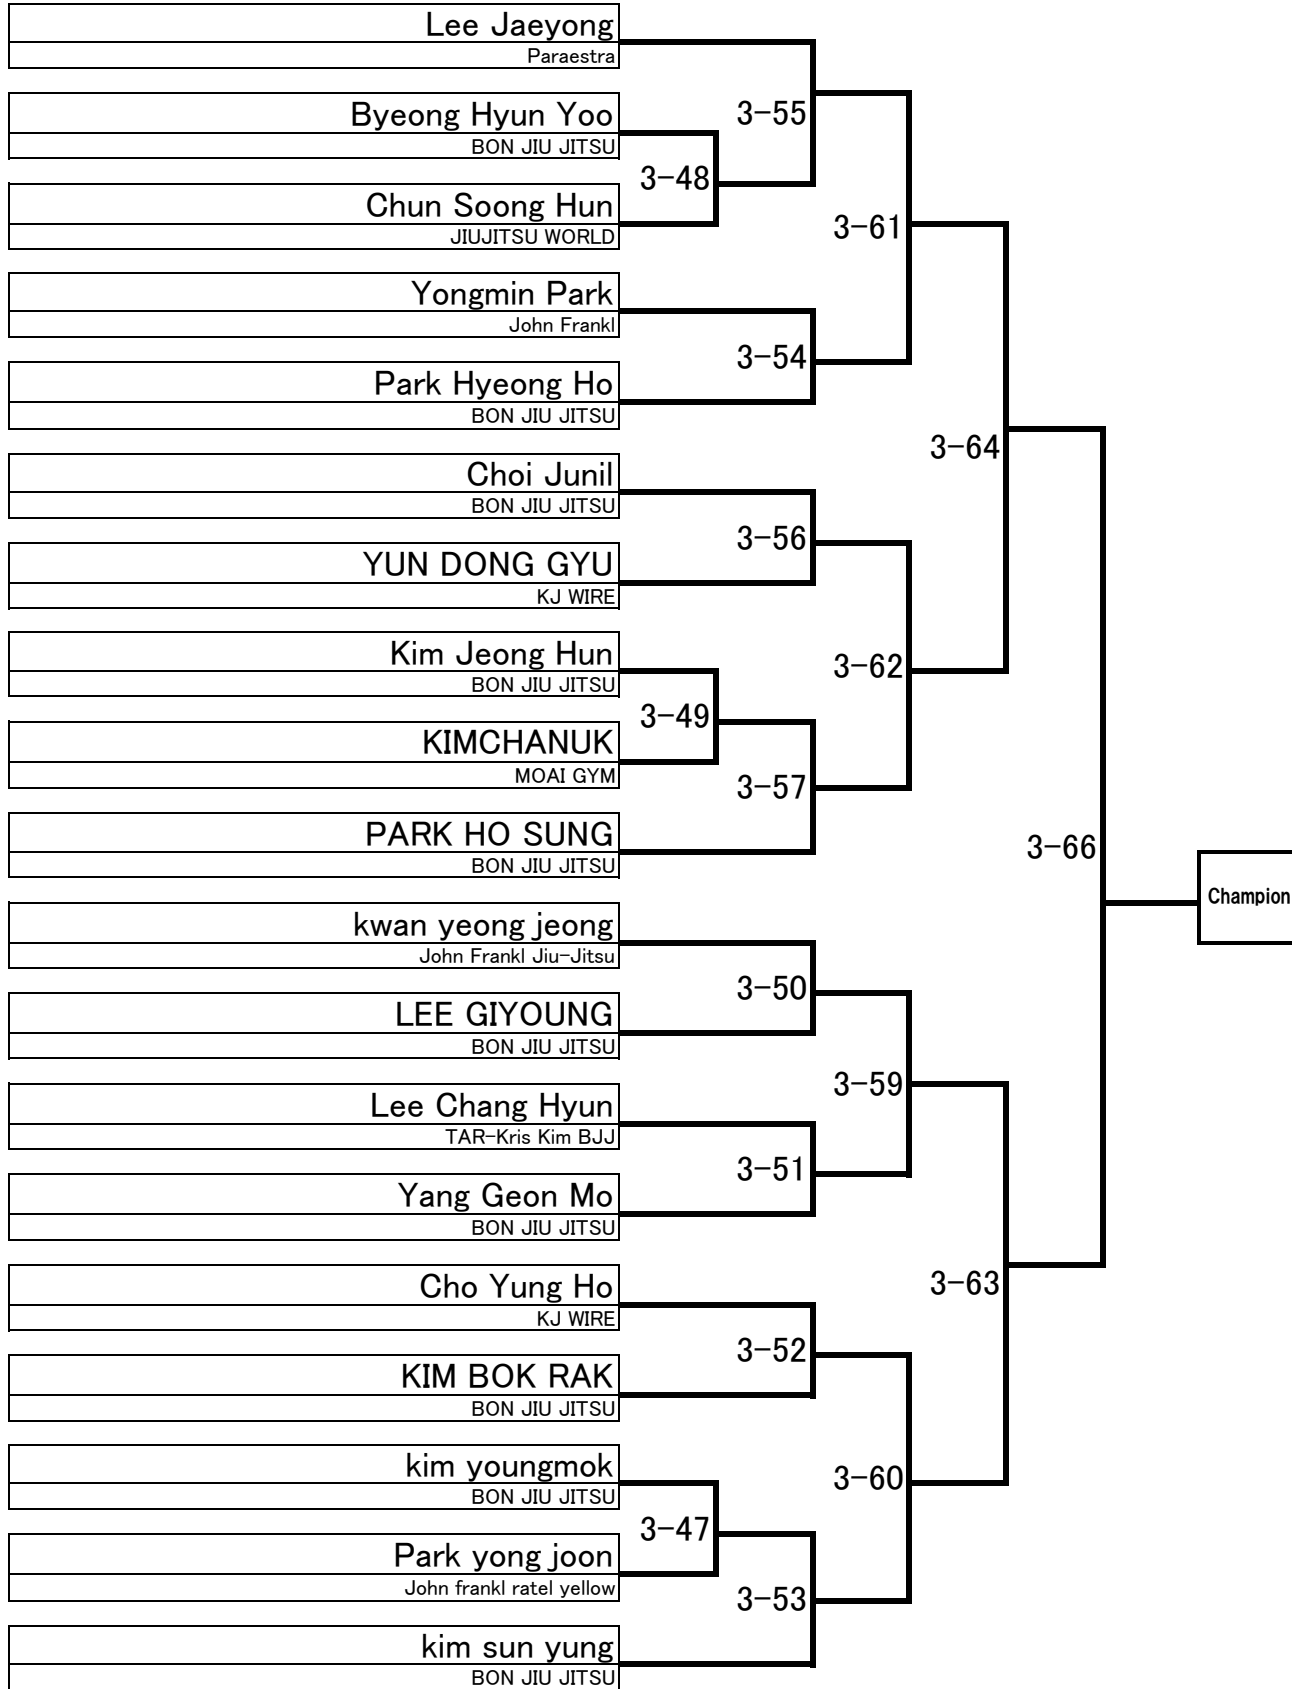 Lee Jaeyong
Paraestra
3-55
Byeong Hyun Yoo
BON JIU JITSU
3-48
Chun Soong Hun
JIUJITSU WORLD
3-61
Yongmin Park
John Frankl
3-54
Park Hyeong Ho
BON JIU JITSU
3-64
Choi Junil
BON JIU JITSU
3-56
YUN DONG GYU
KJ WIRE
Kim Jeong Hun
BON JIU JITSU
3-62
3-49
KIMCHANUK
MOAI GYM
3-57
PARK HO SUNG
BON JIU JITSU
3-66
Champion
kwan yeong jeong
John Frankl Jiu-Jitsu
3-50
LEE GIYOUNG
BON JIU JITSU
3-59
Lee Chang Hyun
TAR-Kris Kim BJJ
3-51
Yang Geon Mo
BON JIU JITSU
Cho Yung Ho
KJ WIRE
3-63
3-52
KIM BOK RAK
BON JIU JITSU
kim youngmok
BON JIU JITSU
3-60
3-47
Park yong joon
John frankl ratel yellow
3-53
kim sun yung
BON JIU JITSU